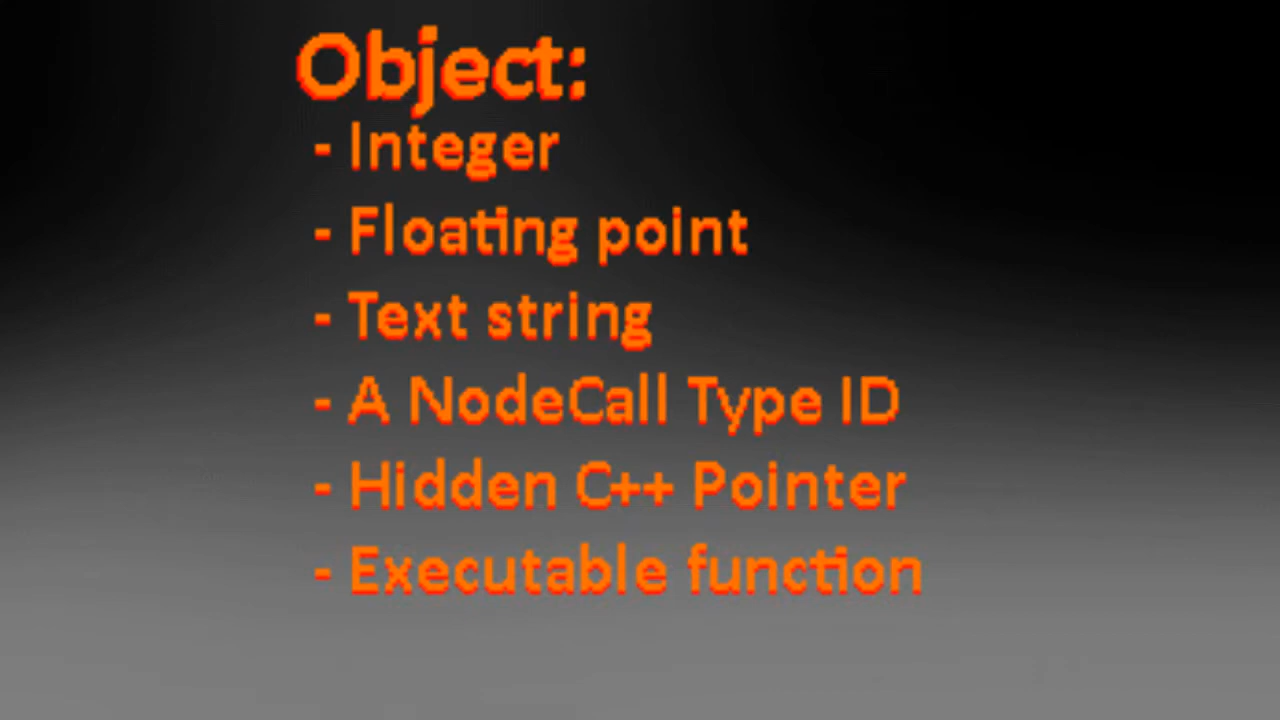 Object:
- Integer
- Floating point
- Text string
- A NodeCall Type ID
- Hidden C++ Pointer
- Executable function